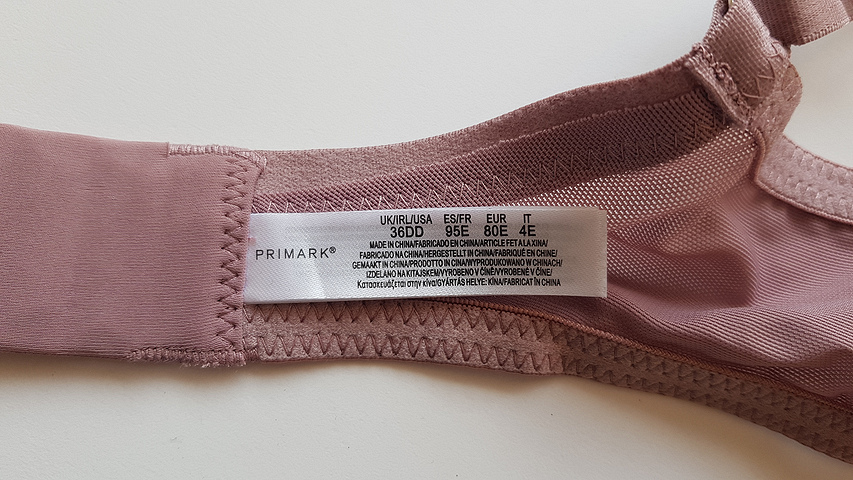 PRIMARK®
UK/IRL/USA ES/FR EUR IT
36DD 95E 80E 4E
MADE IN CHINA/FABRICADO EN CHINA/ARTICLE FET A LA XINA/
FABRICADO NA CHINA/HERGESTELLT IN CHINA/FABRIQUÉ EN CHINE/
GEMAAKT IN CHINA/PRODOTTO IN CINA/WYPRODUKOWANO W CHINACH/
IZDELANO NA KITAJSKEM/VYROBENO V ČÍNĚ/VYROBENÉ V ČÍNE/
Κατασκευάζεται στην κίνα/GYÁRTÁS HELYE: KÍNA/FABRICAT ÎN CHINA